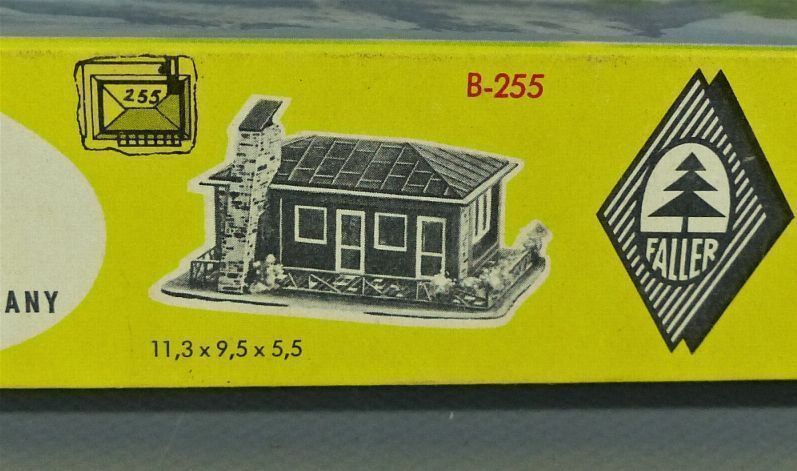 B-255
255
FALLER
ANY
11,3 x 9,5 x 5,5